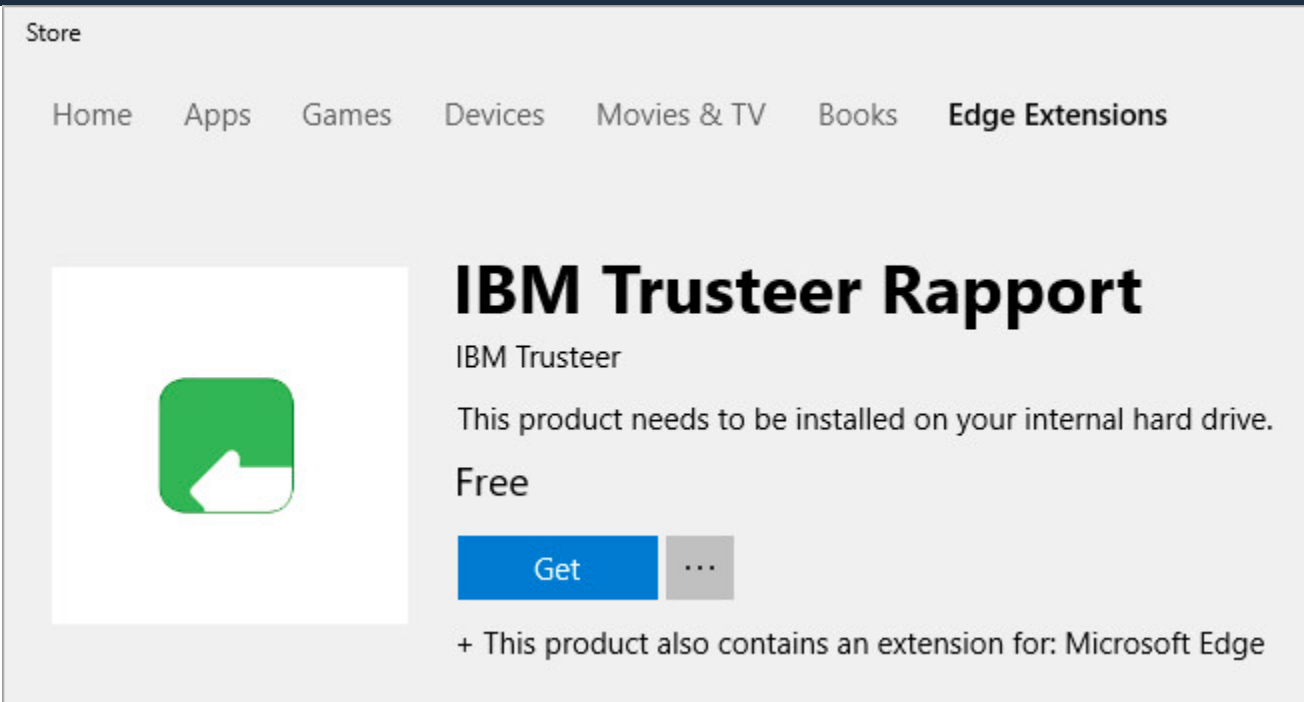 Store
Home Apps Games Devices Movies & TV Books Edge Extensions
IBM Trusteer Rapport
IBM Trusteer
This product needs to be installed on your internal hard drive.
Free
Get ...
+ This product also contains an extension for: Microsoft Edge